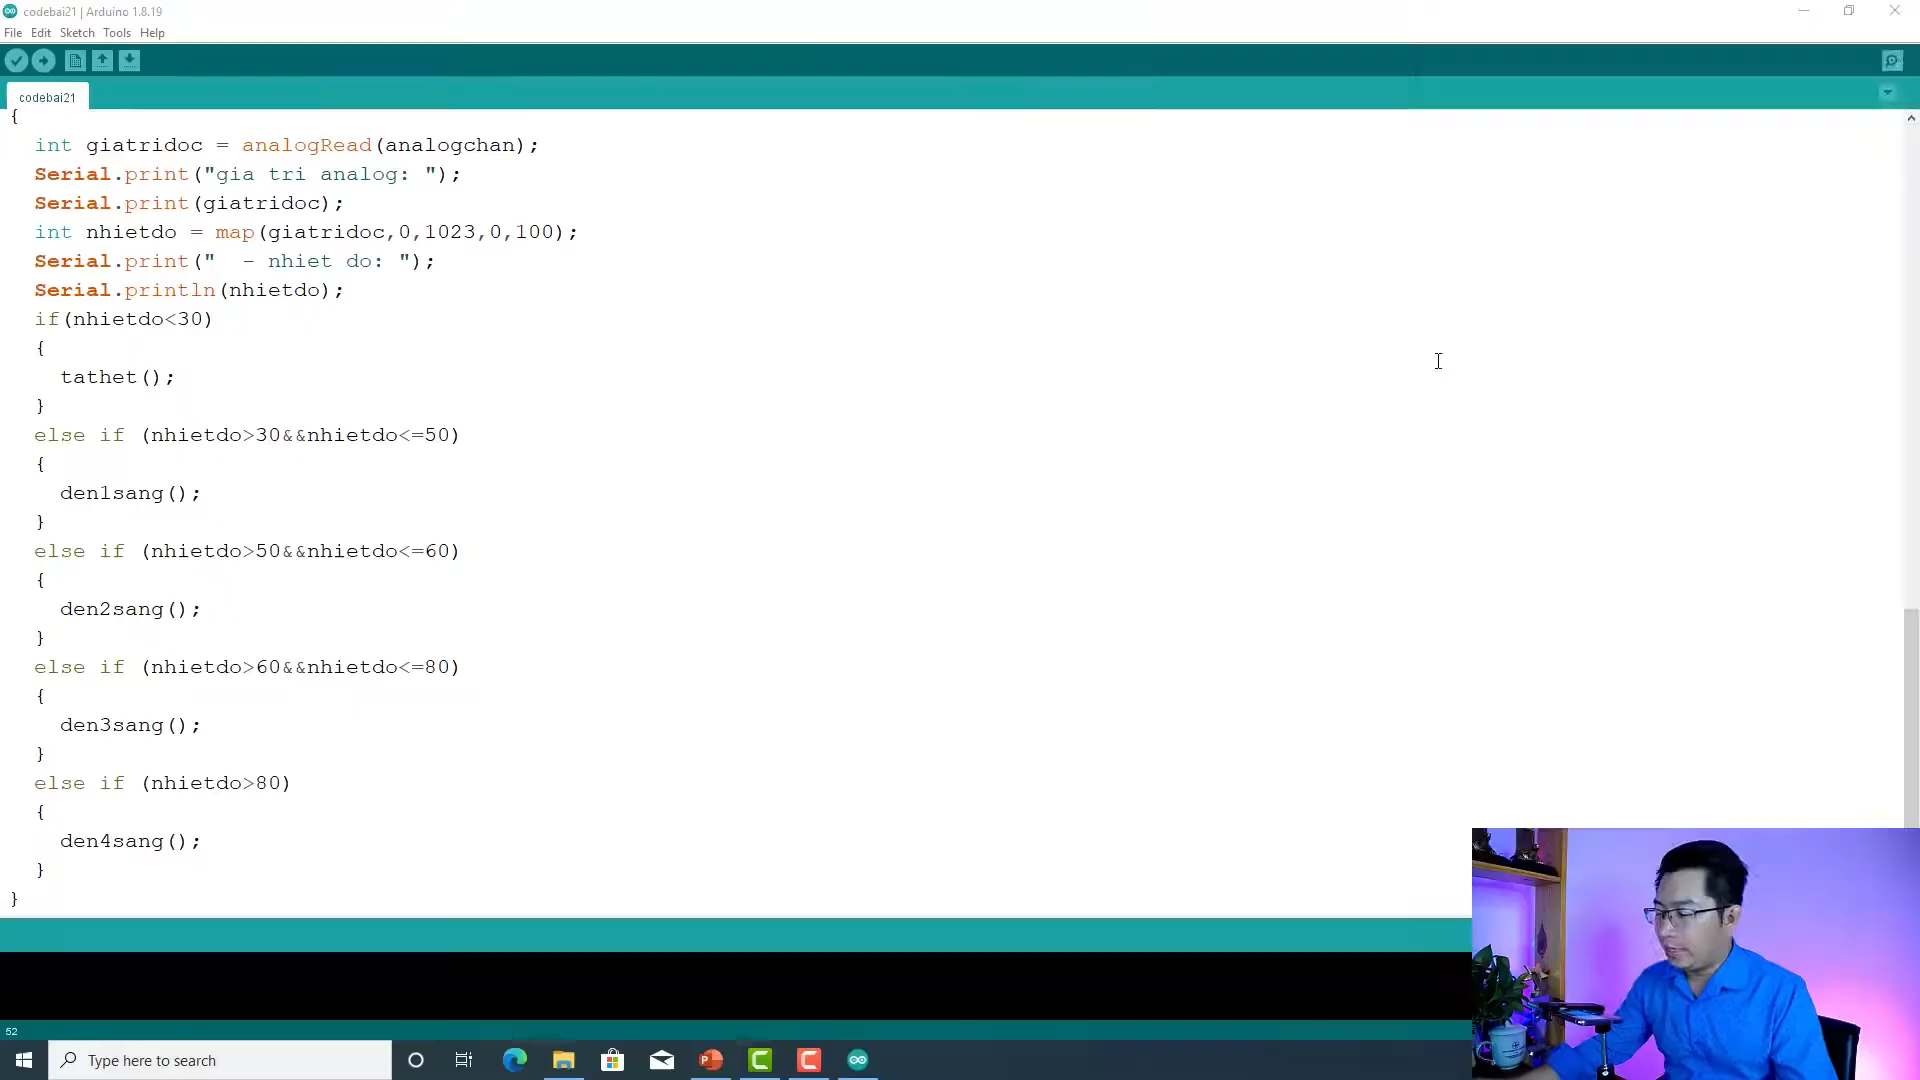 codebai21 | Arduino 1.8.19
File Edit Sketch Tools Help
codebai21
{
int giatridoc = analogRead(analogchan);
Serial.print("gia tri analog: ");
Serial.print(giatridoc);
int nhietdo = map(giatridoc,0,1023,0,100);
Serial.print("  - nhiet do: ");
Serial.println(nhietdo);
if(nhietdo<30)
{
tathet();
}
else if (nhietdo>30&&nhietdo<=50)
{
den1sang();
}
else if (nhietdo>50&&nhietdo<=60)
{
den2sang();
}
else if (nhietdo>60&&nhietdo<=80)
{
den3sang();
}
else if (nhietdo>80)
{
den4sang();
}
}
52
Type here to search